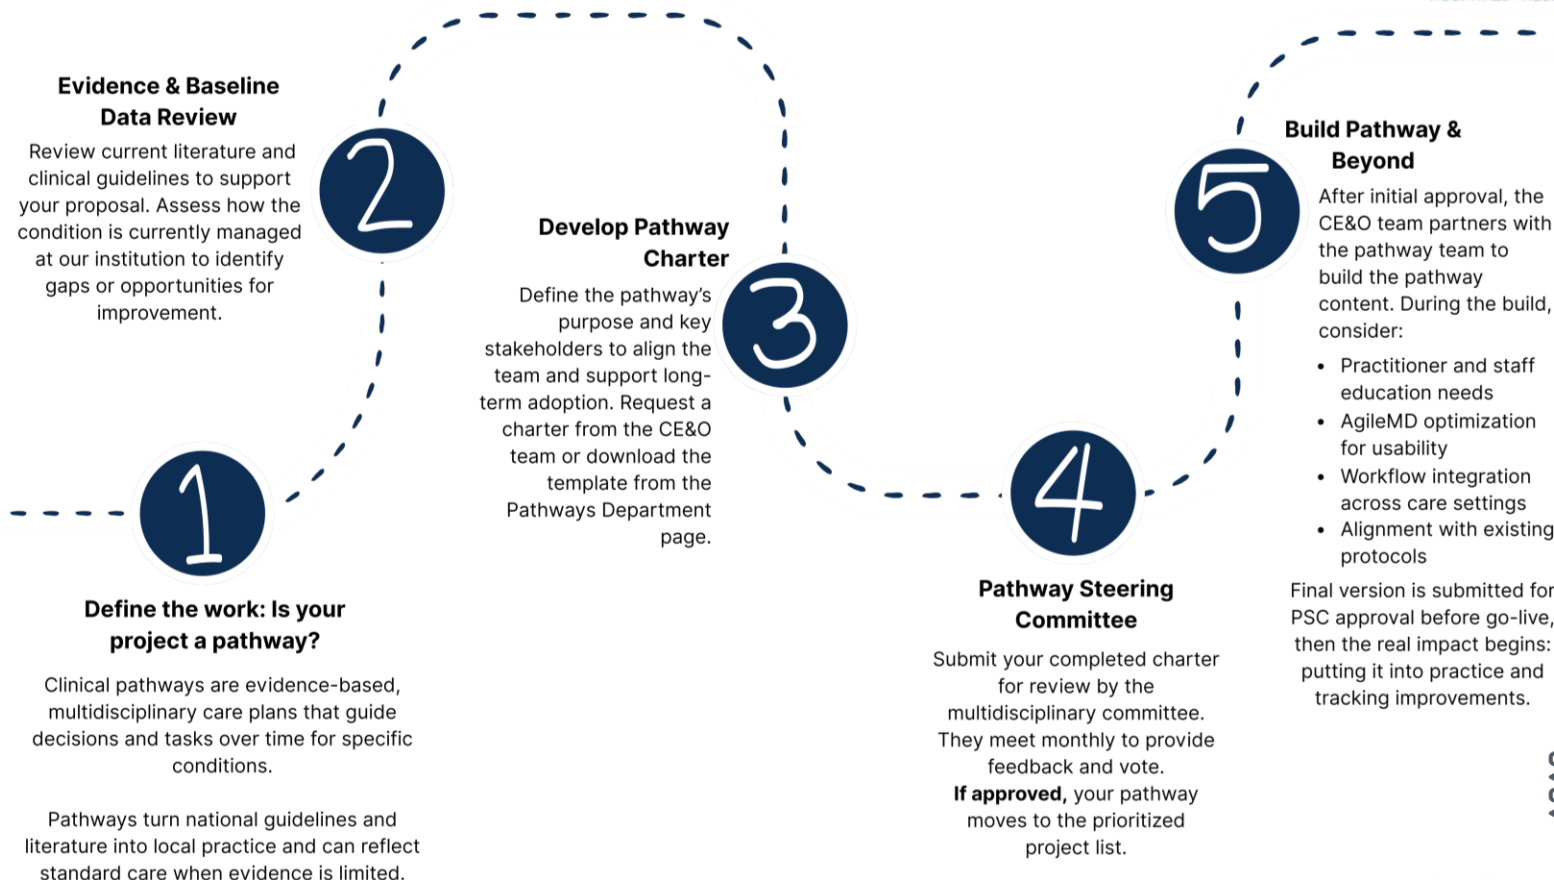 1
Define the work: Is your
project a pathway?
Clinical pathways are evidence-based,
multidisciplinary care plans that guide
decisions and tasks over time for specific
conditions.
Pathways turn national guidelines and
literature into local practice and can reflect
standard care when evidence is limited.
Evidence & Baseline
Data Review
2
Review current literature and
clinical guidelines to support
your proposal. Assess how the
condition is currently managed
at our institution to identify
gaps or opportunities for
improvement.
Develop Pathway
Charter
3
Define the pathway's
purpose and key
stakeholders to align the
team and support long-
term adoption. Request a
charter from the CE&O
team or download the
template from the
Pathways Department
page.
4
Pathway Steering
Committee
Submit your completed charter
for review by the
multidisciplinary committee.
They meet monthly to provide
feedback and vote.
If approved, your pathway
moves to the prioritized
project list.
5
Build Pathway &
Beyond
After initial approval, the
CE&O team partners with
the pathway team to
build the pathway
content. During the build,
consider:
• Practitioner and staff
education needs
• AgileMD optimization
for usability
• Workflow integration
across care settings
• Alignment with existing
protocols
Final version is submitted for
PSC approval before go-live,
then the real impact begins:
putting it into practice and
tracking improvements.